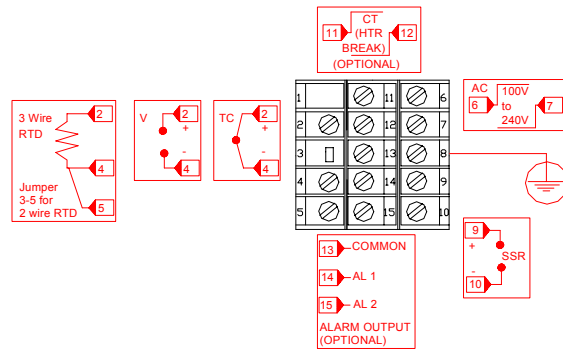 CT
11 (HTR 12
BREAK)
(OPTIONAL)
3 Wire
RTD
2
4
5
Jumper
3-5 for
2 wire RTD
V
2
+
-
4
TC
2
+
-
4
1 11 6
2 12 7
3 13 8
4 14 9
5 15 10
AC
100V
6 to 7
240V
9
+
SSR
-
10
13 COMMON
14 AL 1
15 AL 2
ALARM OUTPUT
(OPTIONAL)